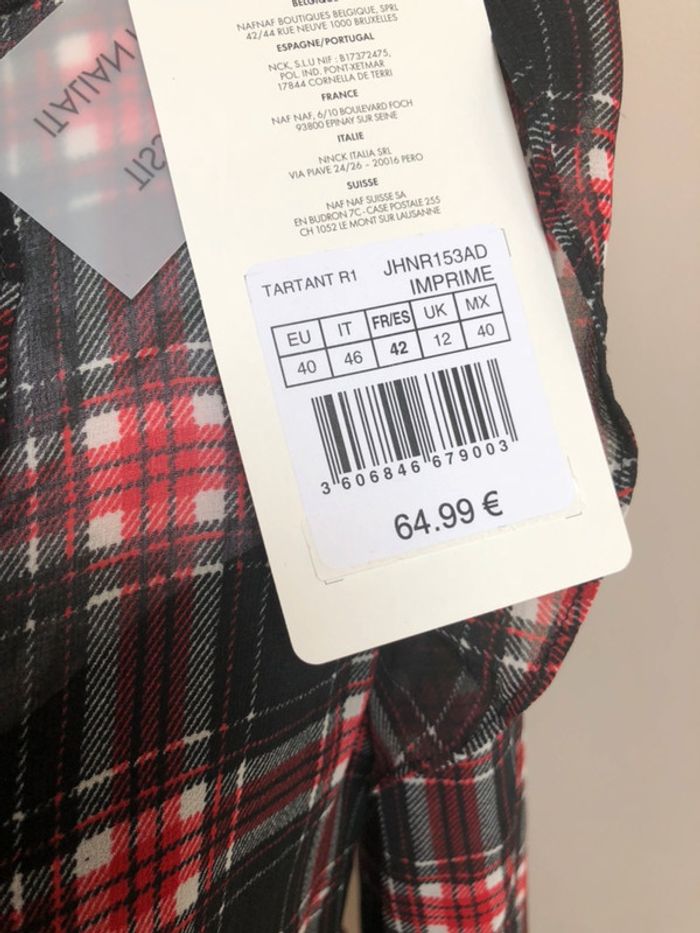 BELGIQUE
NAFNAF BOUTIQUES BELGIQUE, SPRL
42/44 RUE NEUVE 1000 BRUXELLES
ESPAGNE/PORTUGAL
NCK, S.L.U NIF : B17372475,
POL. IND. PONT-XETMAR
17844 CORNELLA DE TERRI
FRANCE
NAF NAF, 6/10 BOULEVARD FOCH
93800 EPINAY SUR SEINE
ITALIE
NNCK ITALIA SRL
VIA PIAVE 24/26 - 20016 PERO
SUISSE
NAF NAF SUISSE SA
EN BUDRON 7C - CASE POSTALE 255
CH 1052 LE MONT SUR LAUSANNE
TARTANT R1 JHNR153AD
IMPRIME
EU IT FR/ES UK MX
40 46 42 12 40
3 606846 679003
64.99 €